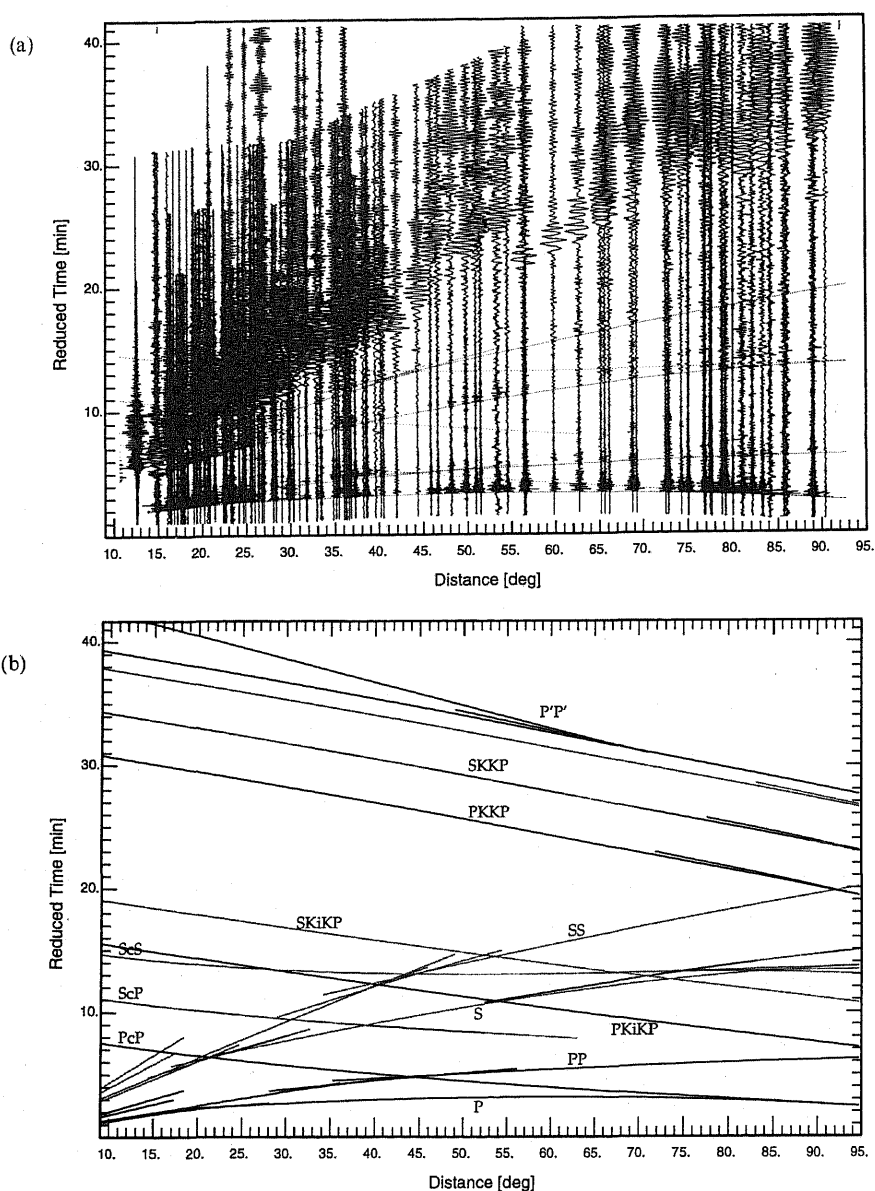 (a)
40.
30.
20.
10.
Reduced Time [min]
10. 15. 20. 25. 30. 35. 40. 45. 50. 55. 60. 65. 70. 75. 80. 85. 90. 95.
Distance [deg]
(b)
40.
30.
20.
10.
Reduced Time [min]
P'P'
SKKP
PKKP
SKiKP
SS
ScS
ScP
S
PKiKP
PcP
PP
P
10. 15. 20. 25. 30. 35. 40. 45. 50. 55. 60. 65. 70. 75. 80. 85. 90. 95.
Distance [deg]